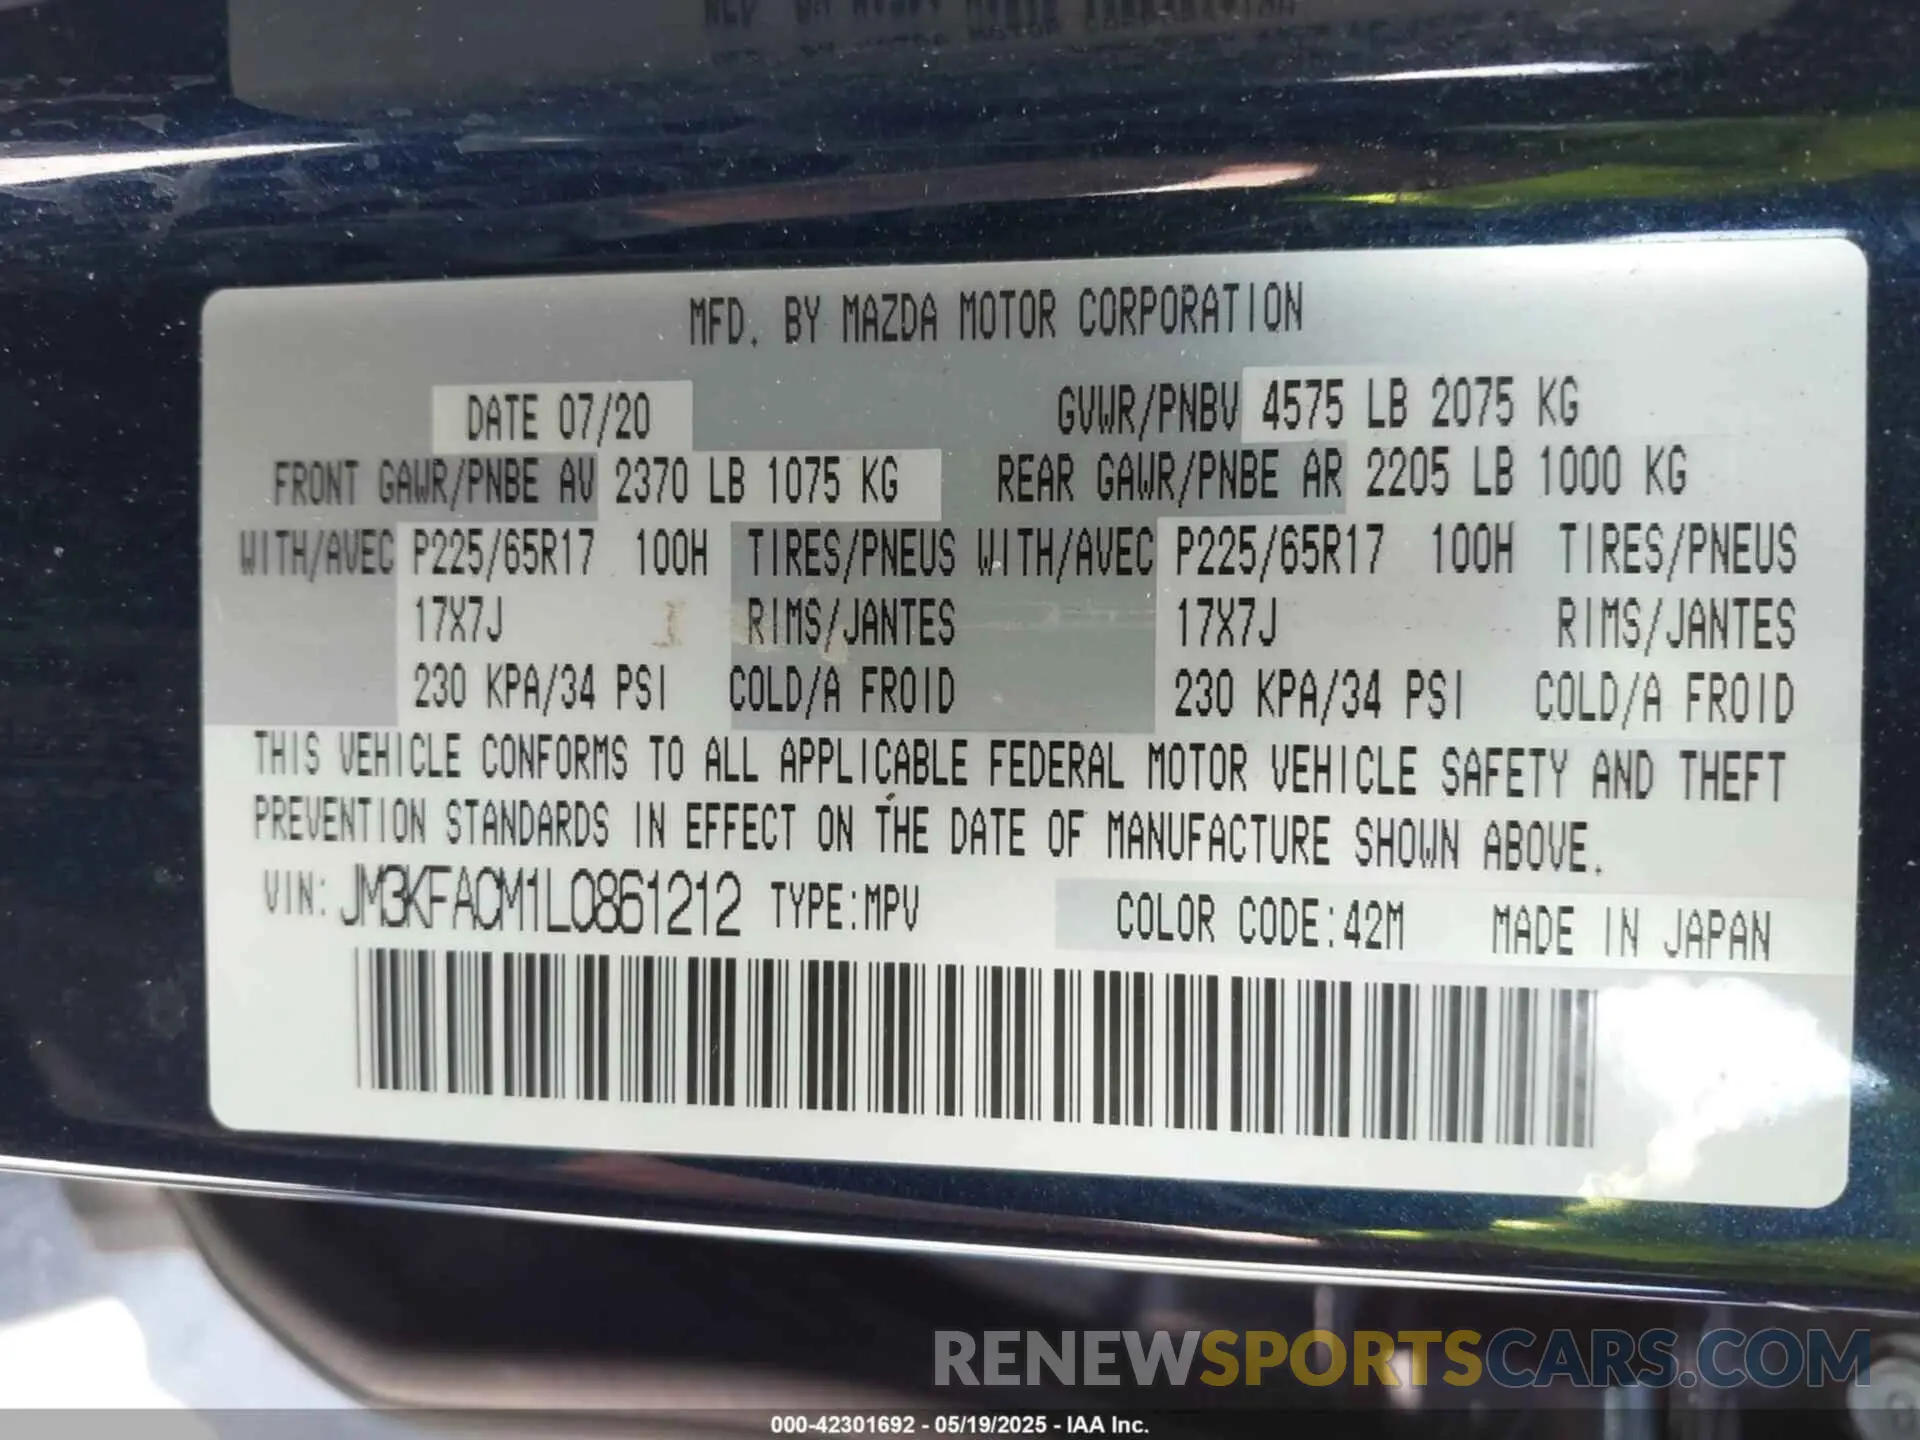 MFD. BY MAZDA MOTOR CORPORATION
DATE 07/20 GVWR/PNBV 4575 LB 2075 KG
FRONT GAWR/PNBE AV 2370 LB 1075 KG REAR GAWR/PNBE AR 2205 LB 1000 KG
WITH/AVEC P225/65R17 100H TIRES/PNEUS WITH/AVEC P225/65R17 100H TIRES/PNEUS
17X7J RIMS/JANTES 17X7J RIMS/JANTES
230 KPA/34 PSI COLD/A FROID 230 KPA/34 PSI COLD/A FROID
THIS VEHICLE CONFORMS TO ALL APPLICABLE FEDERAL MOTOR VEHICLE SAFETY AND THEFT
PREVENTION STANDARDS IN EFFECT ON THE DATE OF MANUFACTURE SHOWN ABOVE.
VIN: JM3KFACM1L0861212 TYPE:MPV COLOR CODE:42M MADE IN JAPAN
RENEWSPORTSCARS.COM
000-42301692 - 05/19/2025 - IAA Inc.